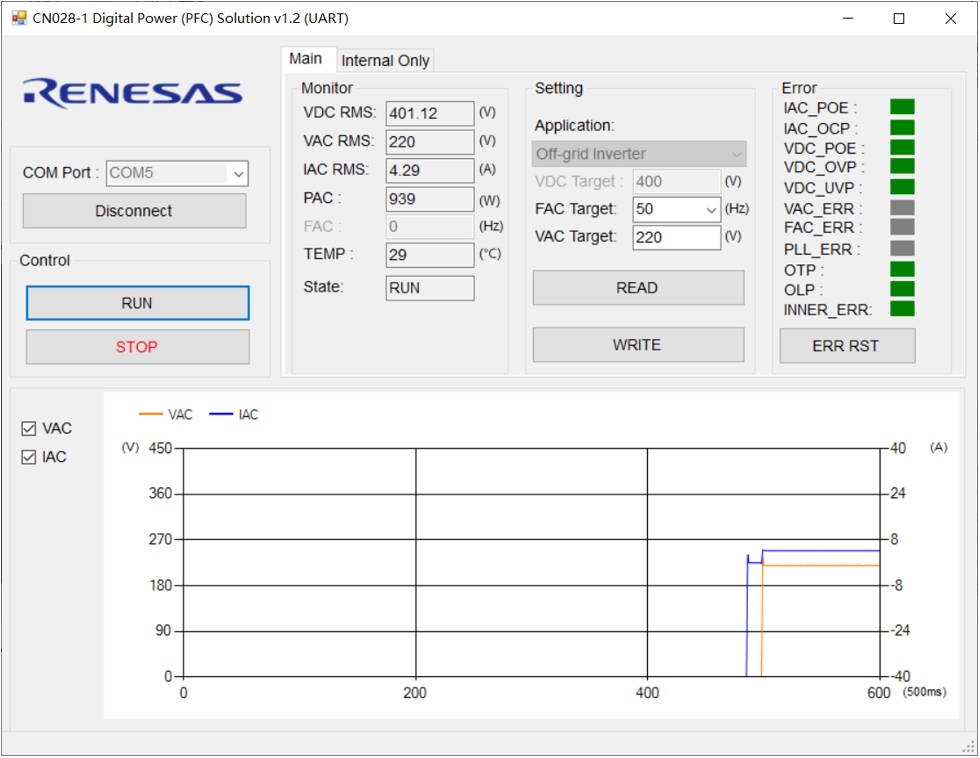 CN028-1 Digital Power (PFC) Solution v1.2 (UART)
RENESAS
COM Port : COM5
Disconnect
Control
RUN
STOP
Main Internal Only
Monitor
VDC RMS: 401.12 (V)
VAC RMS: 220 (V)
IAC RMS: 4.29 (A)
PAC : 939 (W)
FAC : 0 (Hz)
TEMP : 29 (°C)
State: RUN
Setting
Application:
Off-grid Inverter
VDC Target : 400 (V)
FAC Target: 50 (Hz)
VAC Target: 220 (V)
READ
WRITE
Error
IAC_POE :
IAC_OCP :
VDC_POE :
VDC_OVP :
VDC_UVP :
VAC_ERR :
FAC_ERR :
PLL_ERR :
OTP :
OLP :
INNER_ERR:
ERR RST
VAC
IAC
VAC IAC
(V) 450 40 (A)
360 24
270 8
180 -8
90 -24
0 -40
0 200 400 600 (500ms)